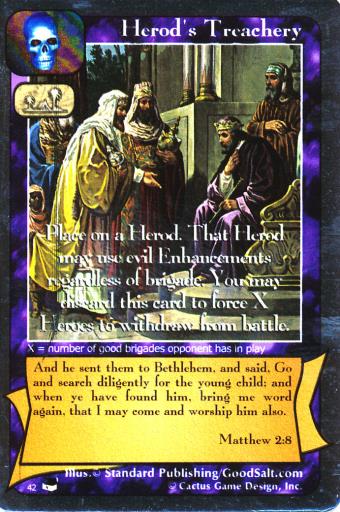 Herod's Treachery
Place on a Herod. That Herod
may use evil Enhancements
regardless of brigade. You may
discard this card to force X
Heroes to withdraw from battle.
X = number of good brigades opponent has in play
And he sent them to Bethlehem, and said, Go
and search diligently for the young child; and
when ye have found him, bring me word
again, that I may come and worship him also.
Matthew 2:8
Illus.© Standard Publishing/GoodSalt.com
42
© Cactus Game Design, Inc.